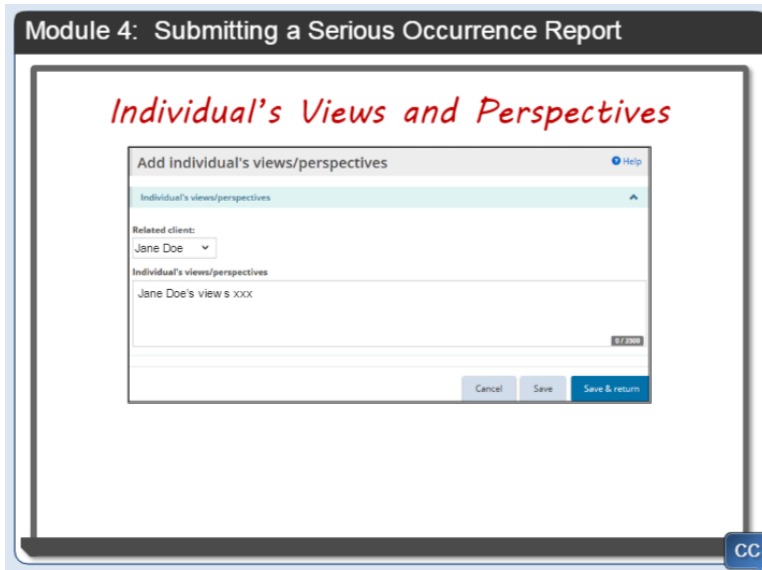 Module 4: Submitting a Serious Occurrence Report
Individual's Views and Perspectives
Add individual's views/perspectives
Help
Individual's views/perspectives
Related client:
Jane Doe
Individual's views/perspectives
Jane Doe's views xxx
0 / 2500
Cancel Save Save & return
CC